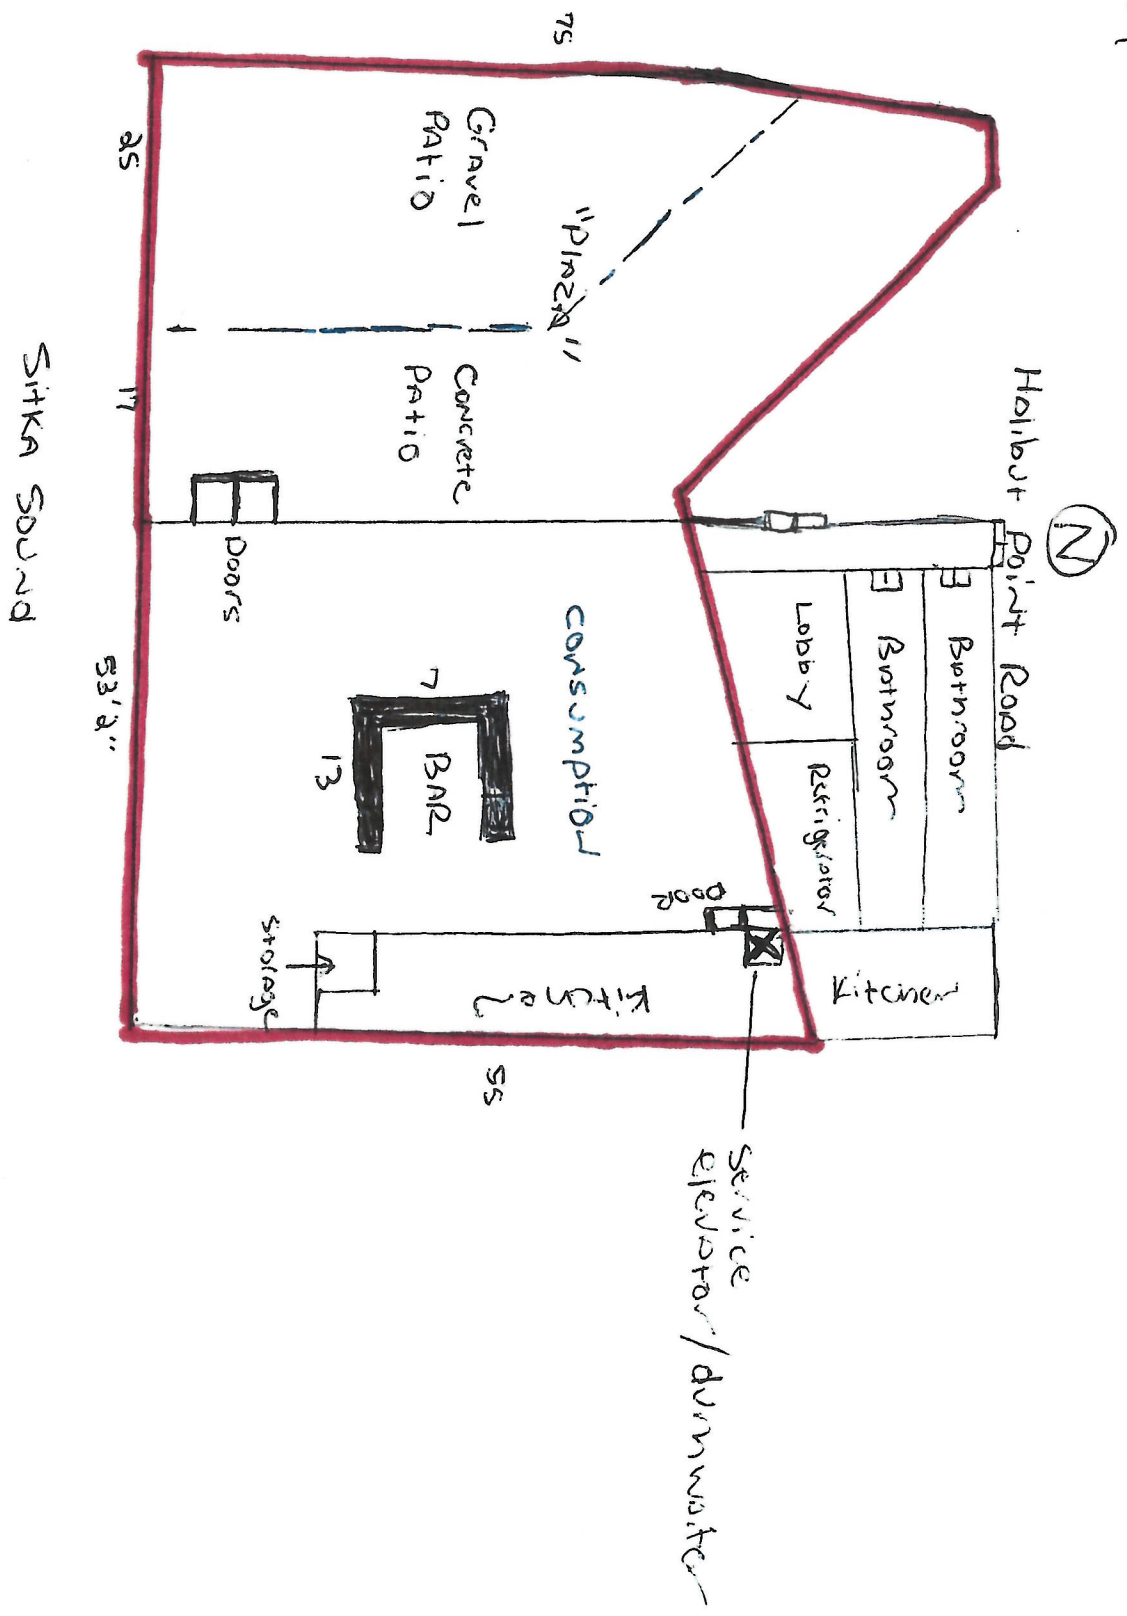 N
Halibut Point Road
75
Gravel
Patio
"Plaza"
Concrete
Patio
25
17
Doors
Sitka Sound
53'2"
Consumption
7
BAR
13
Lobby
Bathroom
Bathroom
Refrigerator
DOOR
Kitchen
Kitchen
Storage
55
Service
elevator/dumbwaiter